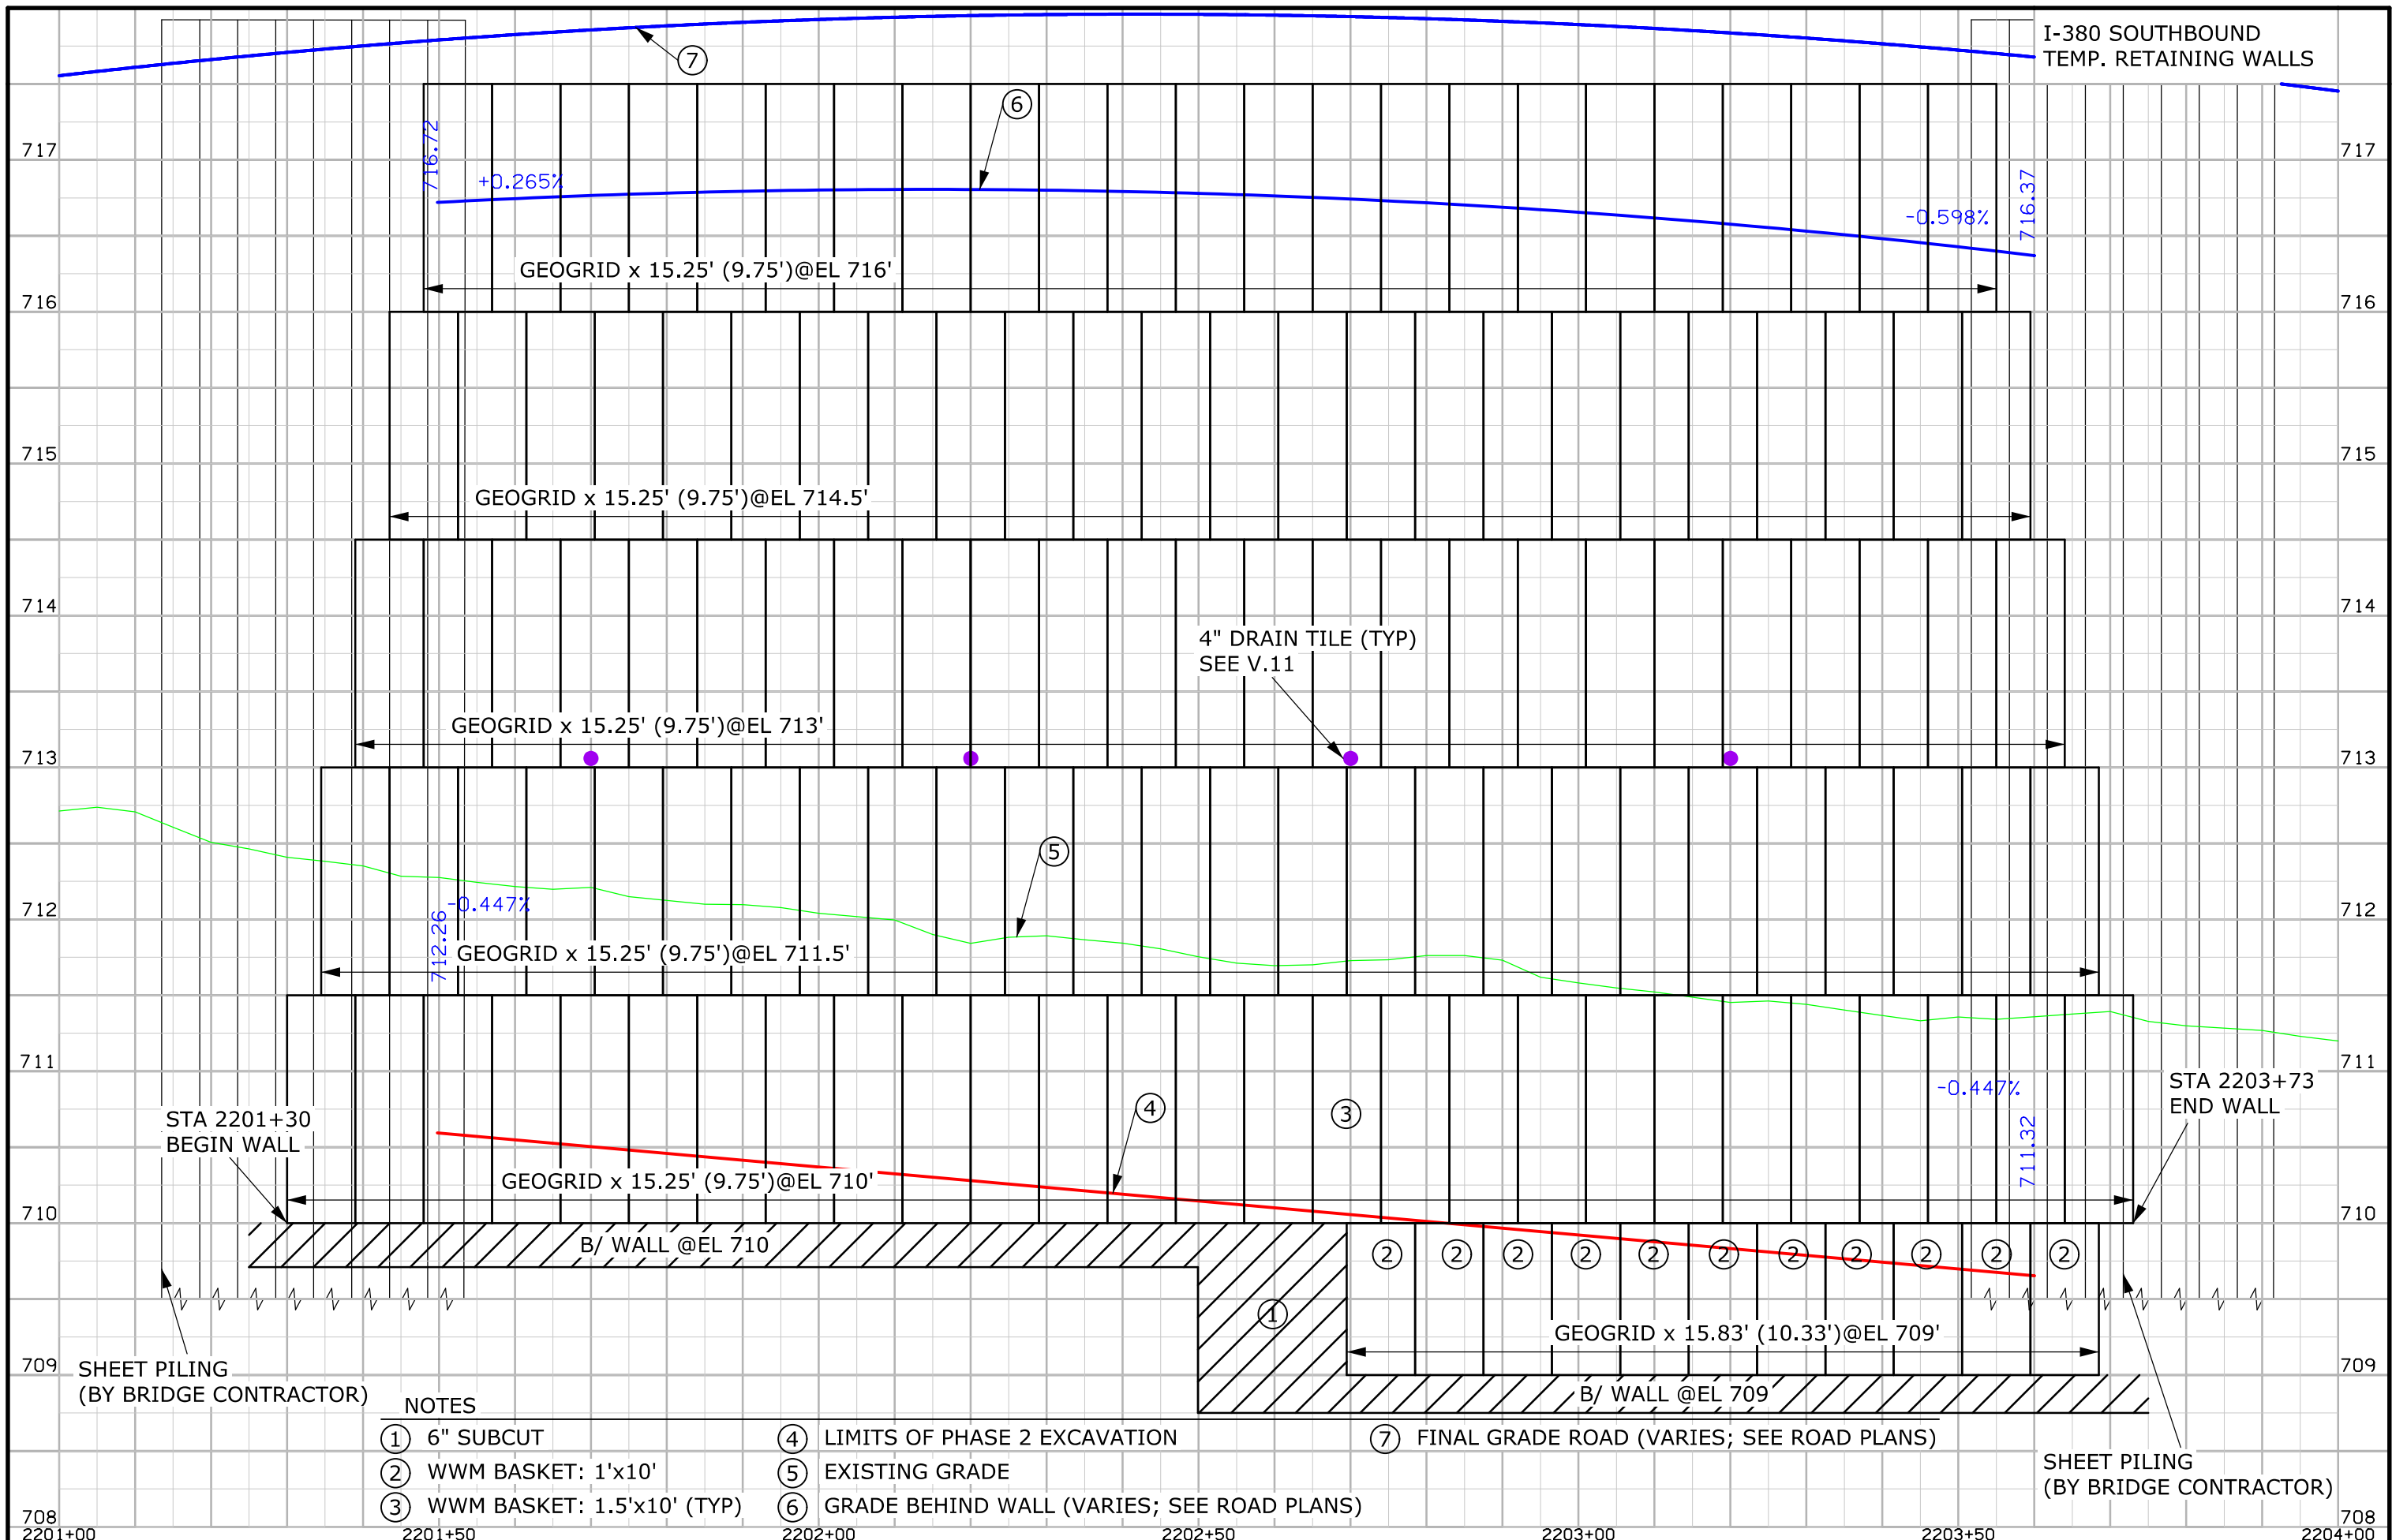 I-380 SOUTHBOUND
TEMP. RETAINING WALLS
7
6
716.72
+0.265%
-0.598%
716.37
717
717
GEOGRID x 15.25' (9.75')@EL 716'
716
716
715
715
GEOGRID x 15.25' (9.75')@EL 714.5'
714
714
4" DRAIN TILE (TYP)
SEE V.11
GEOGRID x 15.25' (9.75')@EL 713'
713
713
5
712
712
712.26
-0.447%
GEOGRID x 15.25' (9.75')@EL 711.5'
711
711
-0.447%
711.32
STA 2203+73
END WALL
STA 2201+30
BEGIN WALL
4
3
GEOGRID x 15.25' (9.75')@EL 710'
710
710
B/ WALL @EL 710
2 2 2 2 2 2 2 2 2 2 2
1
GEOGRID x 15.83' (10.33')@EL 709'
709
709
SHEET PILING
(BY BRIDGE CONTRACTOR)
B/ WALL @EL 709
NOTES
1 6" SUBCUT
2 WWM BASKET: 1'x10'
3 WWM BASKET: 1.5'x10' (TYP)
4 LIMITS OF PHASE 2 EXCAVATION
5 EXISTING GRADE
6 GRADE BEHIND WALL (VARIES; SEE ROAD PLANS)
7 FINAL GRADE ROAD (VARIES; SEE ROAD PLANS)
SHEET PILING
(BY BRIDGE CONTRACTOR)
708
708
2201+00
2201+50
2202+00
2202+50
2203+00
2203+50
2204+00